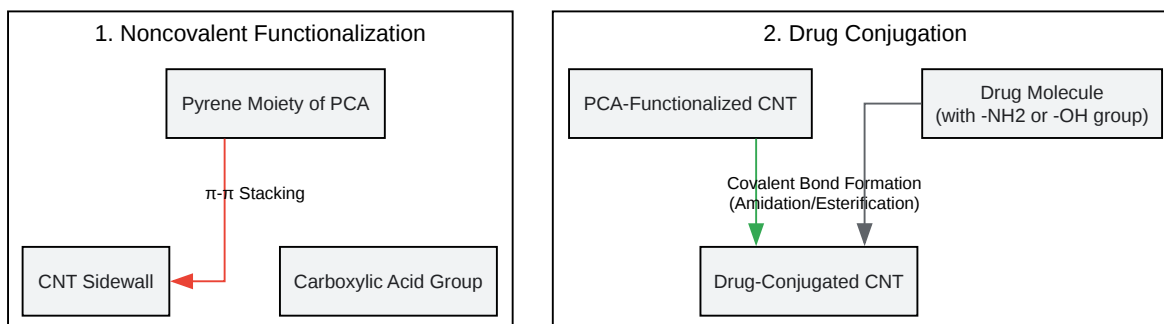 1. Noncovalent Functionalization
Pyrene Moiety of PCA
π-π Stacking
CNT Sidewall
Carboxylic Acid Group
2. Drug Conjugation
PCA-Functionalized CNT
Drug Molecule
(with -NH2 or -OH group)
Covalent Bond Formation
(Amidation/Esterification)
Drug-Conjugated CNT